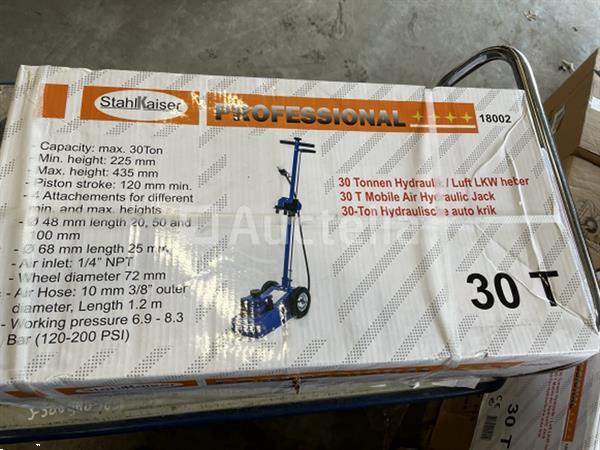 StahlKaiser
PROFESSIONAL
18002
- Capacity: max. 30Ton
- Min. height: 225 mm
- Max. height: 435 mm
- Piston stroke: 120 mm min.
- 4 Attachements for different
min. and max. heights
- Ø 48 mm length 20, 50 and
100 mm
- Ø 68 mm length 25 mm
- Air inlet: 1/4" NPT
- Wheel diameter 72 mm
- Air Hose: 10 mm 3/8" outer
diameter, Length 1.2 m
- Working pressure 6.9 - 8.3
Bar (120-200 PSI)
30 Tonnen Hydraulik / Luft LKW heber
30 T Mobile Air Hydraulic Jack
30-Ton Hydraulische auto krik
30 T
StahlKaiser
30 T